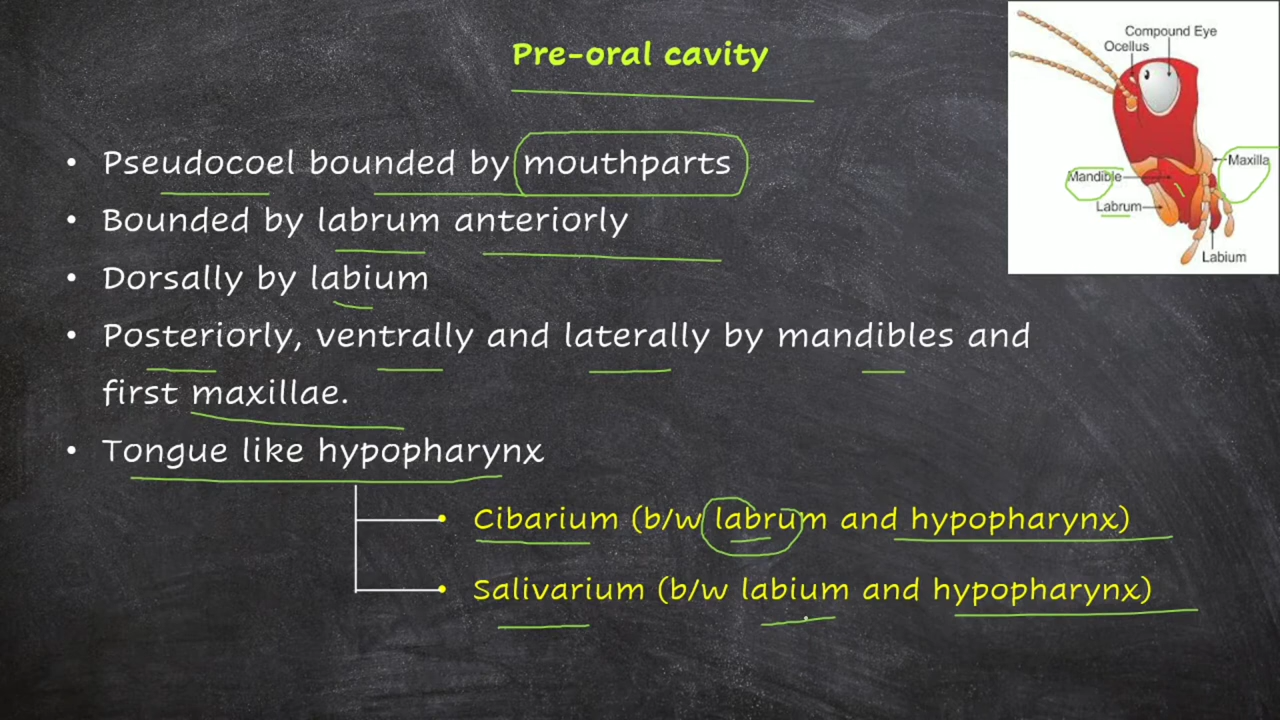 Pre-oral cavity
• Pseudocoel bounded by mouthparts
• Bounded by labrum anteriorly
• Dorsally by labium
• Posteriorly, ventrally and laterally by mandibles and
first maxillae.
• Tongue like hypopharynx
• Cibarium (b/w labrum and hypopharynx)
• Salivarium (b/w labium and hypopharynx)
Compound Eye
Ocellus
Maxilla
Mandible
Labrum
Labium